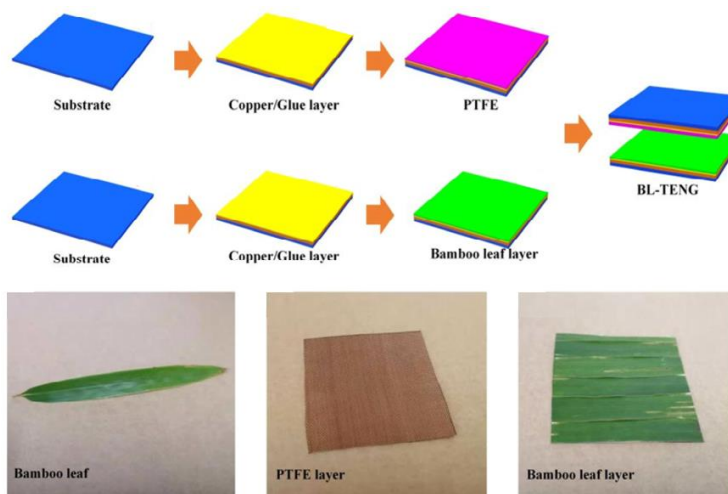 Substrate
Copper/Glue layer
PTFE
BL-TENG
Substrate
Copper/Glue layer
Bamboo leaf layer
Bamboo leaf
PTFE layer
Bamboo leaf layer